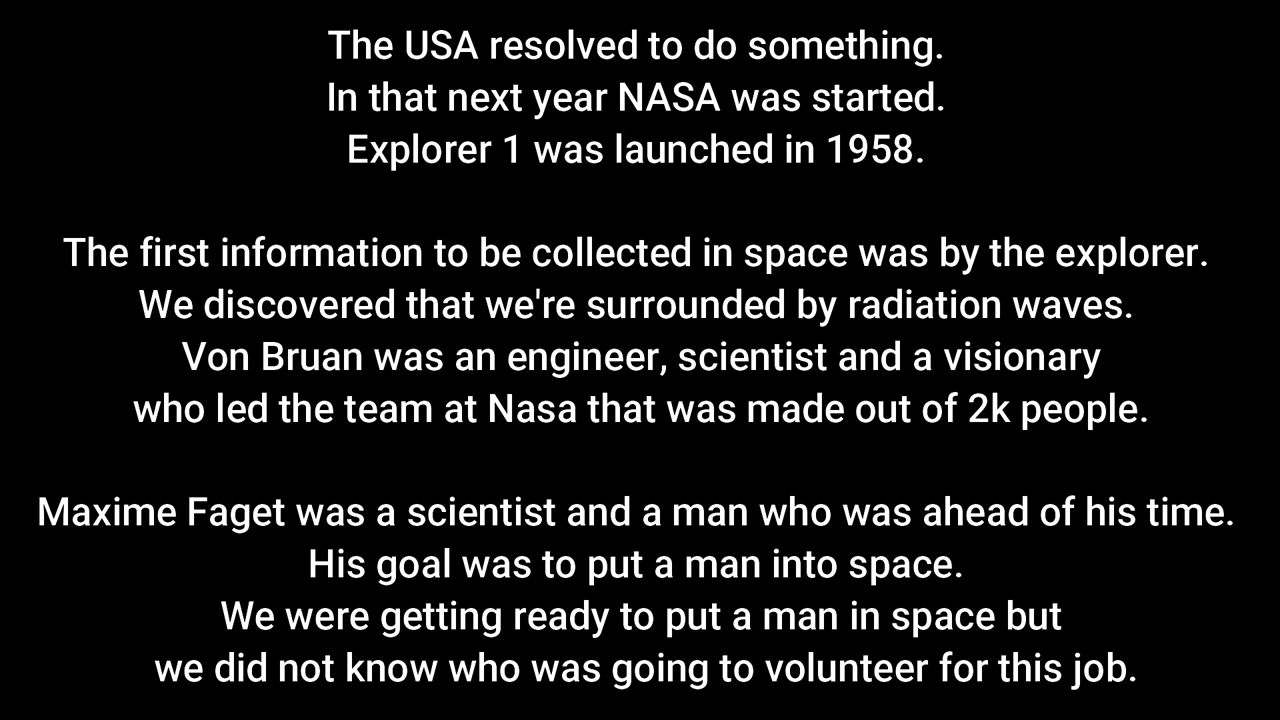 The USA resolved to do something.
In that next year NASA was started.
Explorer 1 was launched in 1958.
The first information to be collected in space was by the explorer.
We discovered that we're surrounded by radiation waves.
Von Bruan was an engineer, scientist and a visionary
who led the team at Nasa that was made out of 2k people.
Maxime Faget was a scientist and a man who was ahead of his time.
His goal was to put a man into space.
We were getting ready to put a man in space but
we did not know who was going to volunteer for this job.